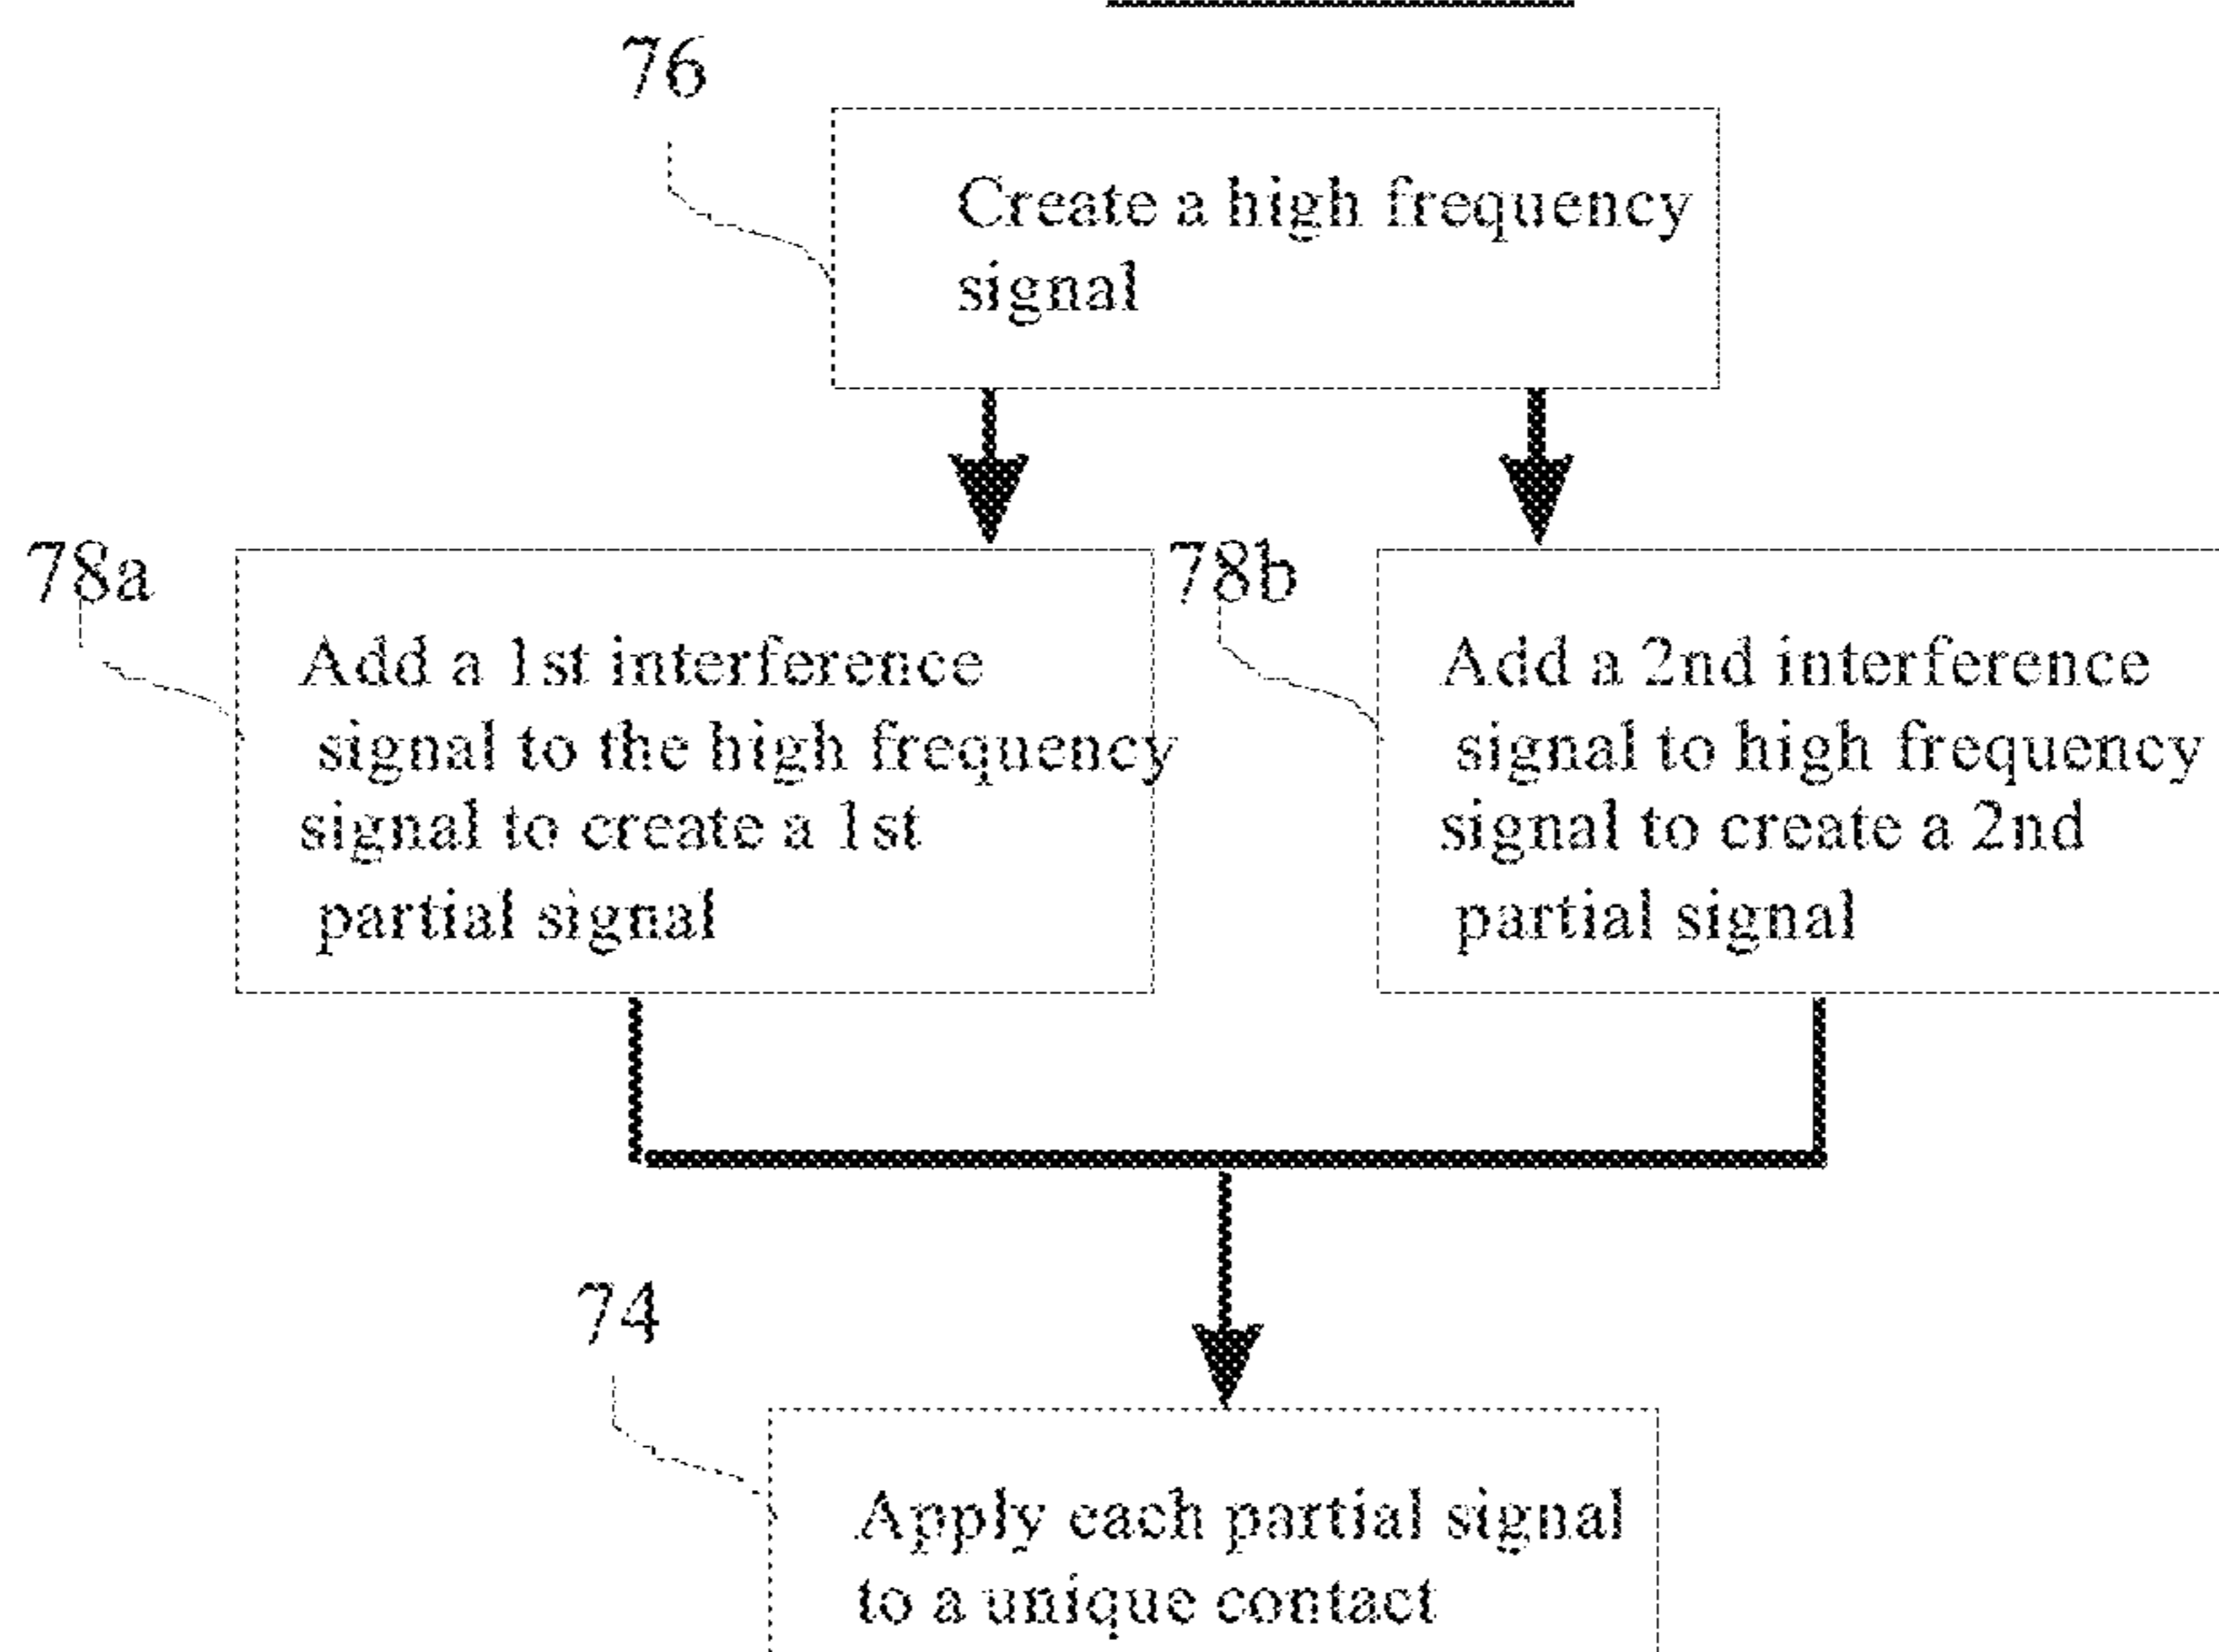 76
Create a high frequency
signal
78a
Add a 1st interference
signal to the high frequency
signal to create a 1st
partial signal
78b
Add a 2nd interference
signal to high frequency
signal to create a 2nd
partial signal
74
Apply each partial signal
to a unique contact